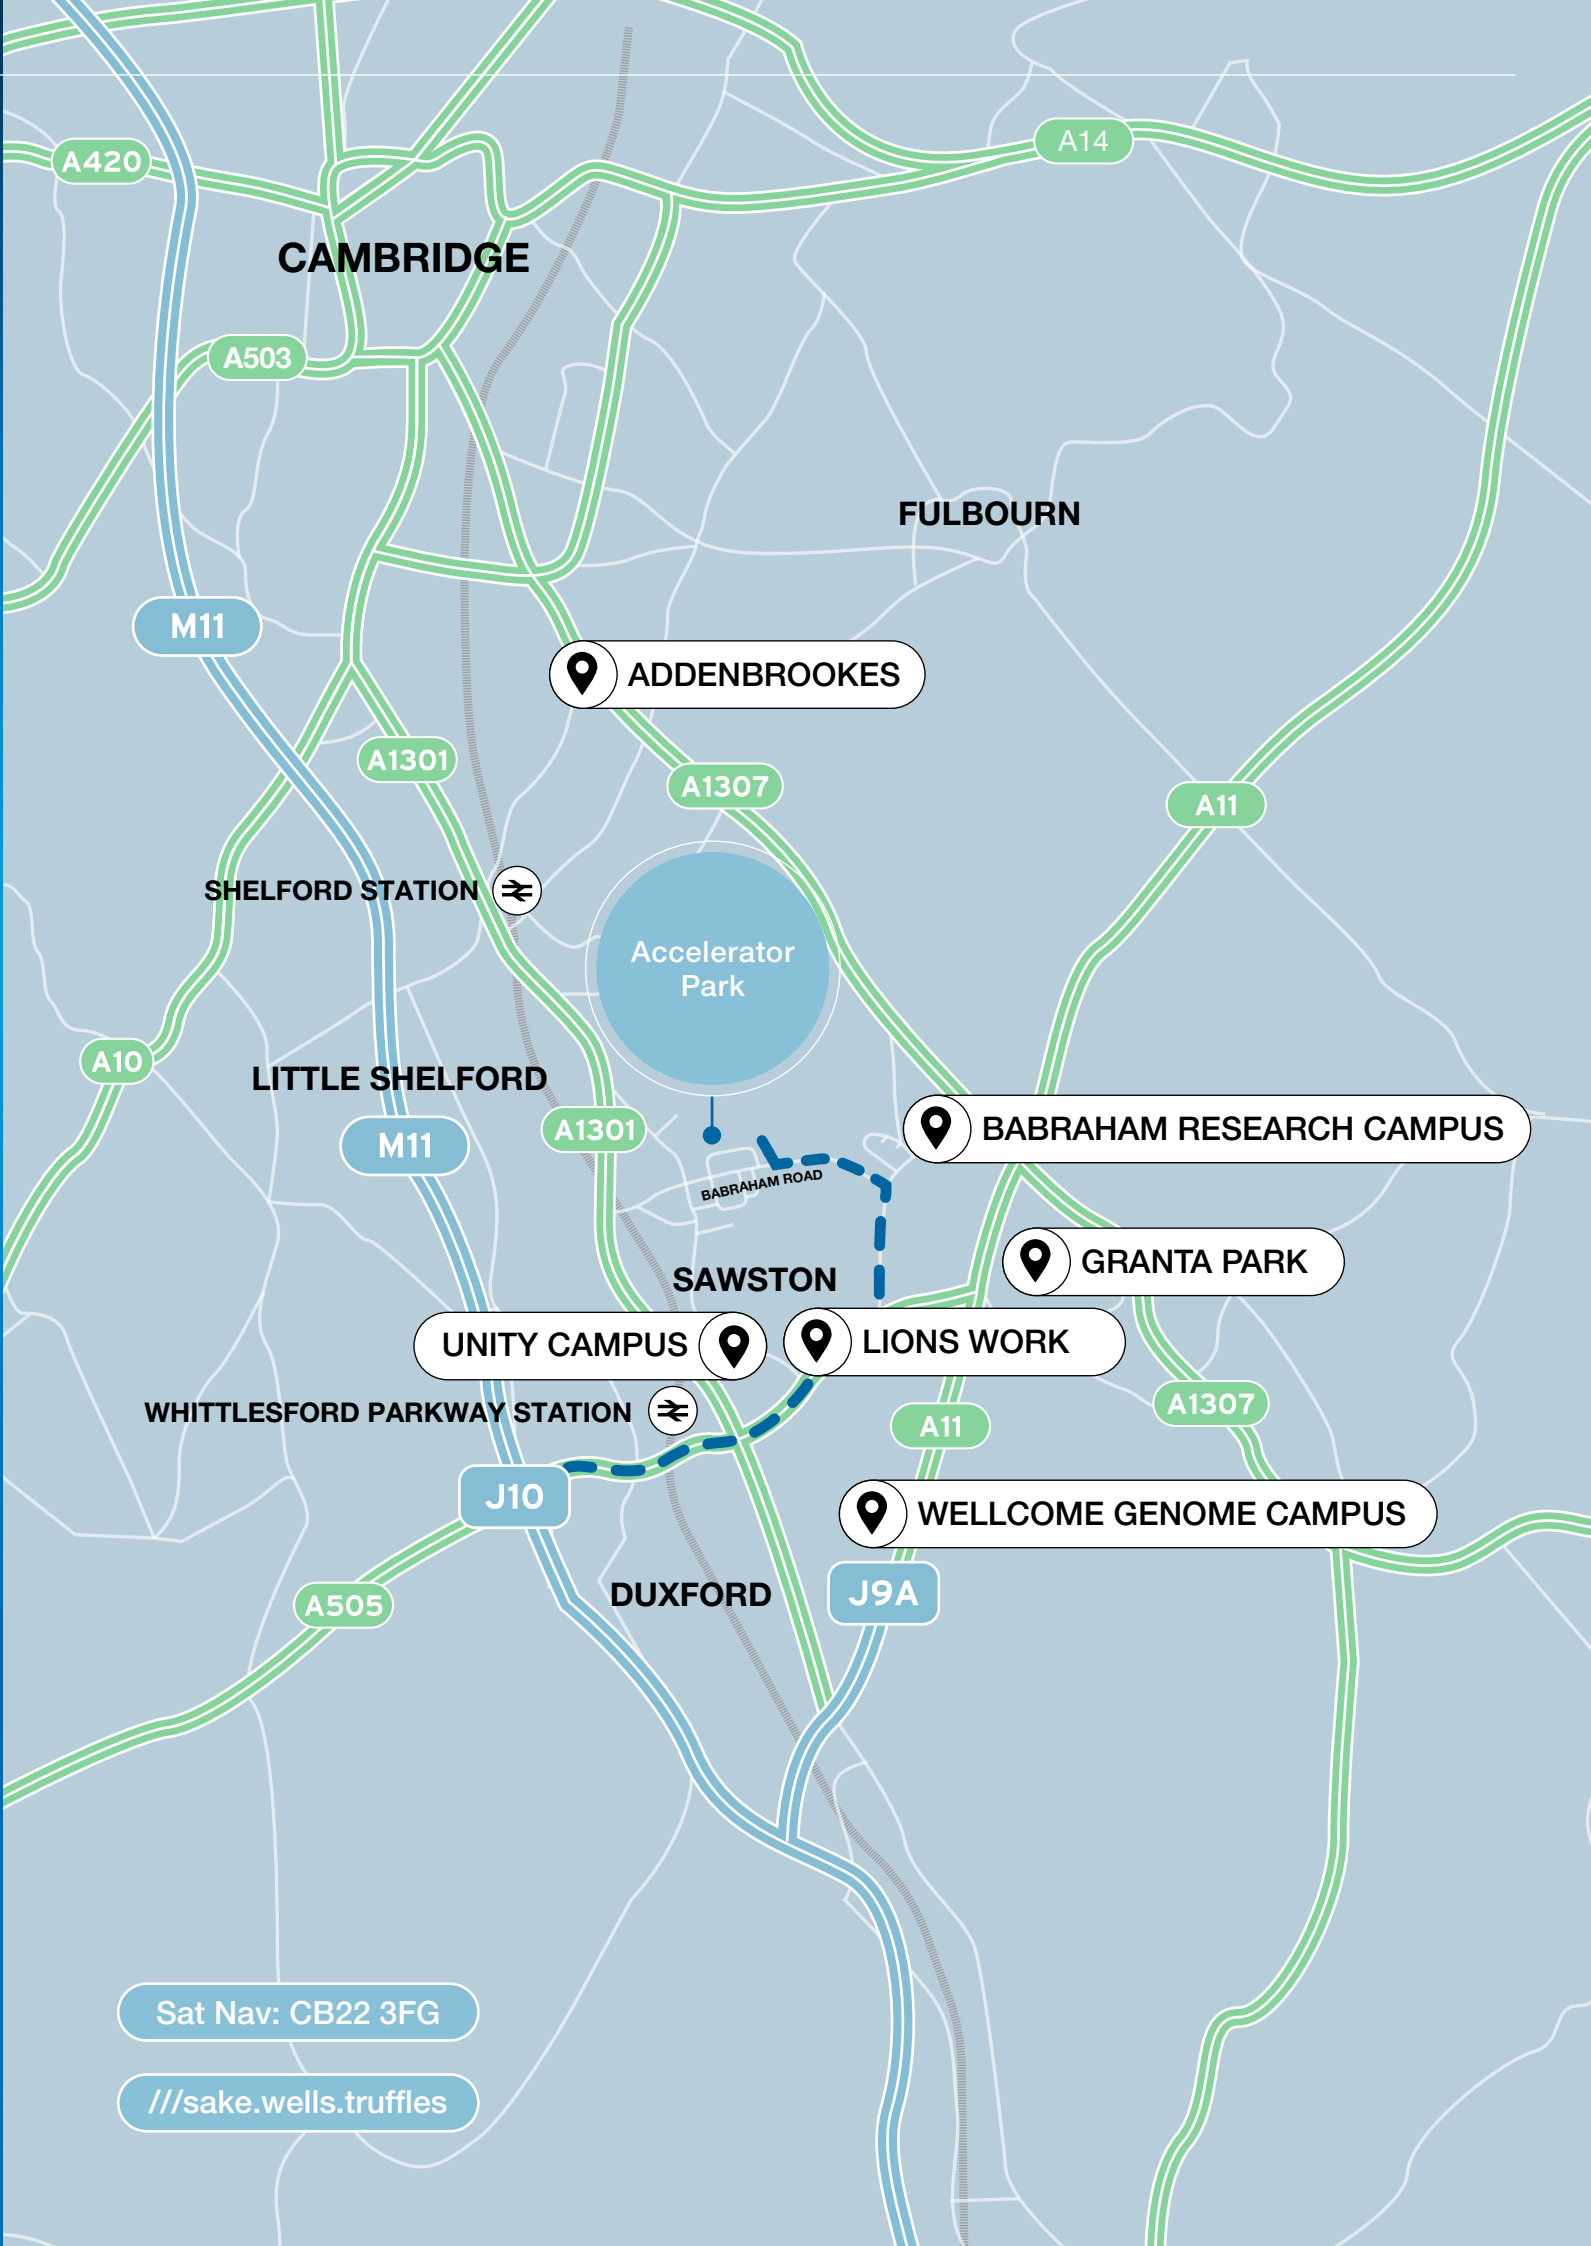 A14
A420
CAMBRIDGE
A503
FULBOURN
M11
ADDENBROOKES
A1301
A1307
A11
SHELFORD STATION
Accelerator
Park
A10
LITTLE SHELFORD
A1301
BABRAHAM RESEARCH CAMPUS
M11
BABRAHAM ROAD
GRANTA PARK
SAWSTON
UNITY CAMPUS
LIONS WORK
A1307
WHITTLESFORD PARKWAY STATION
A11
J10
WELLCOME GENOME CAMPUS
DUXFORD
J9A
A505
Sat Nav: CB22 3FG
///sake.wells.truffles